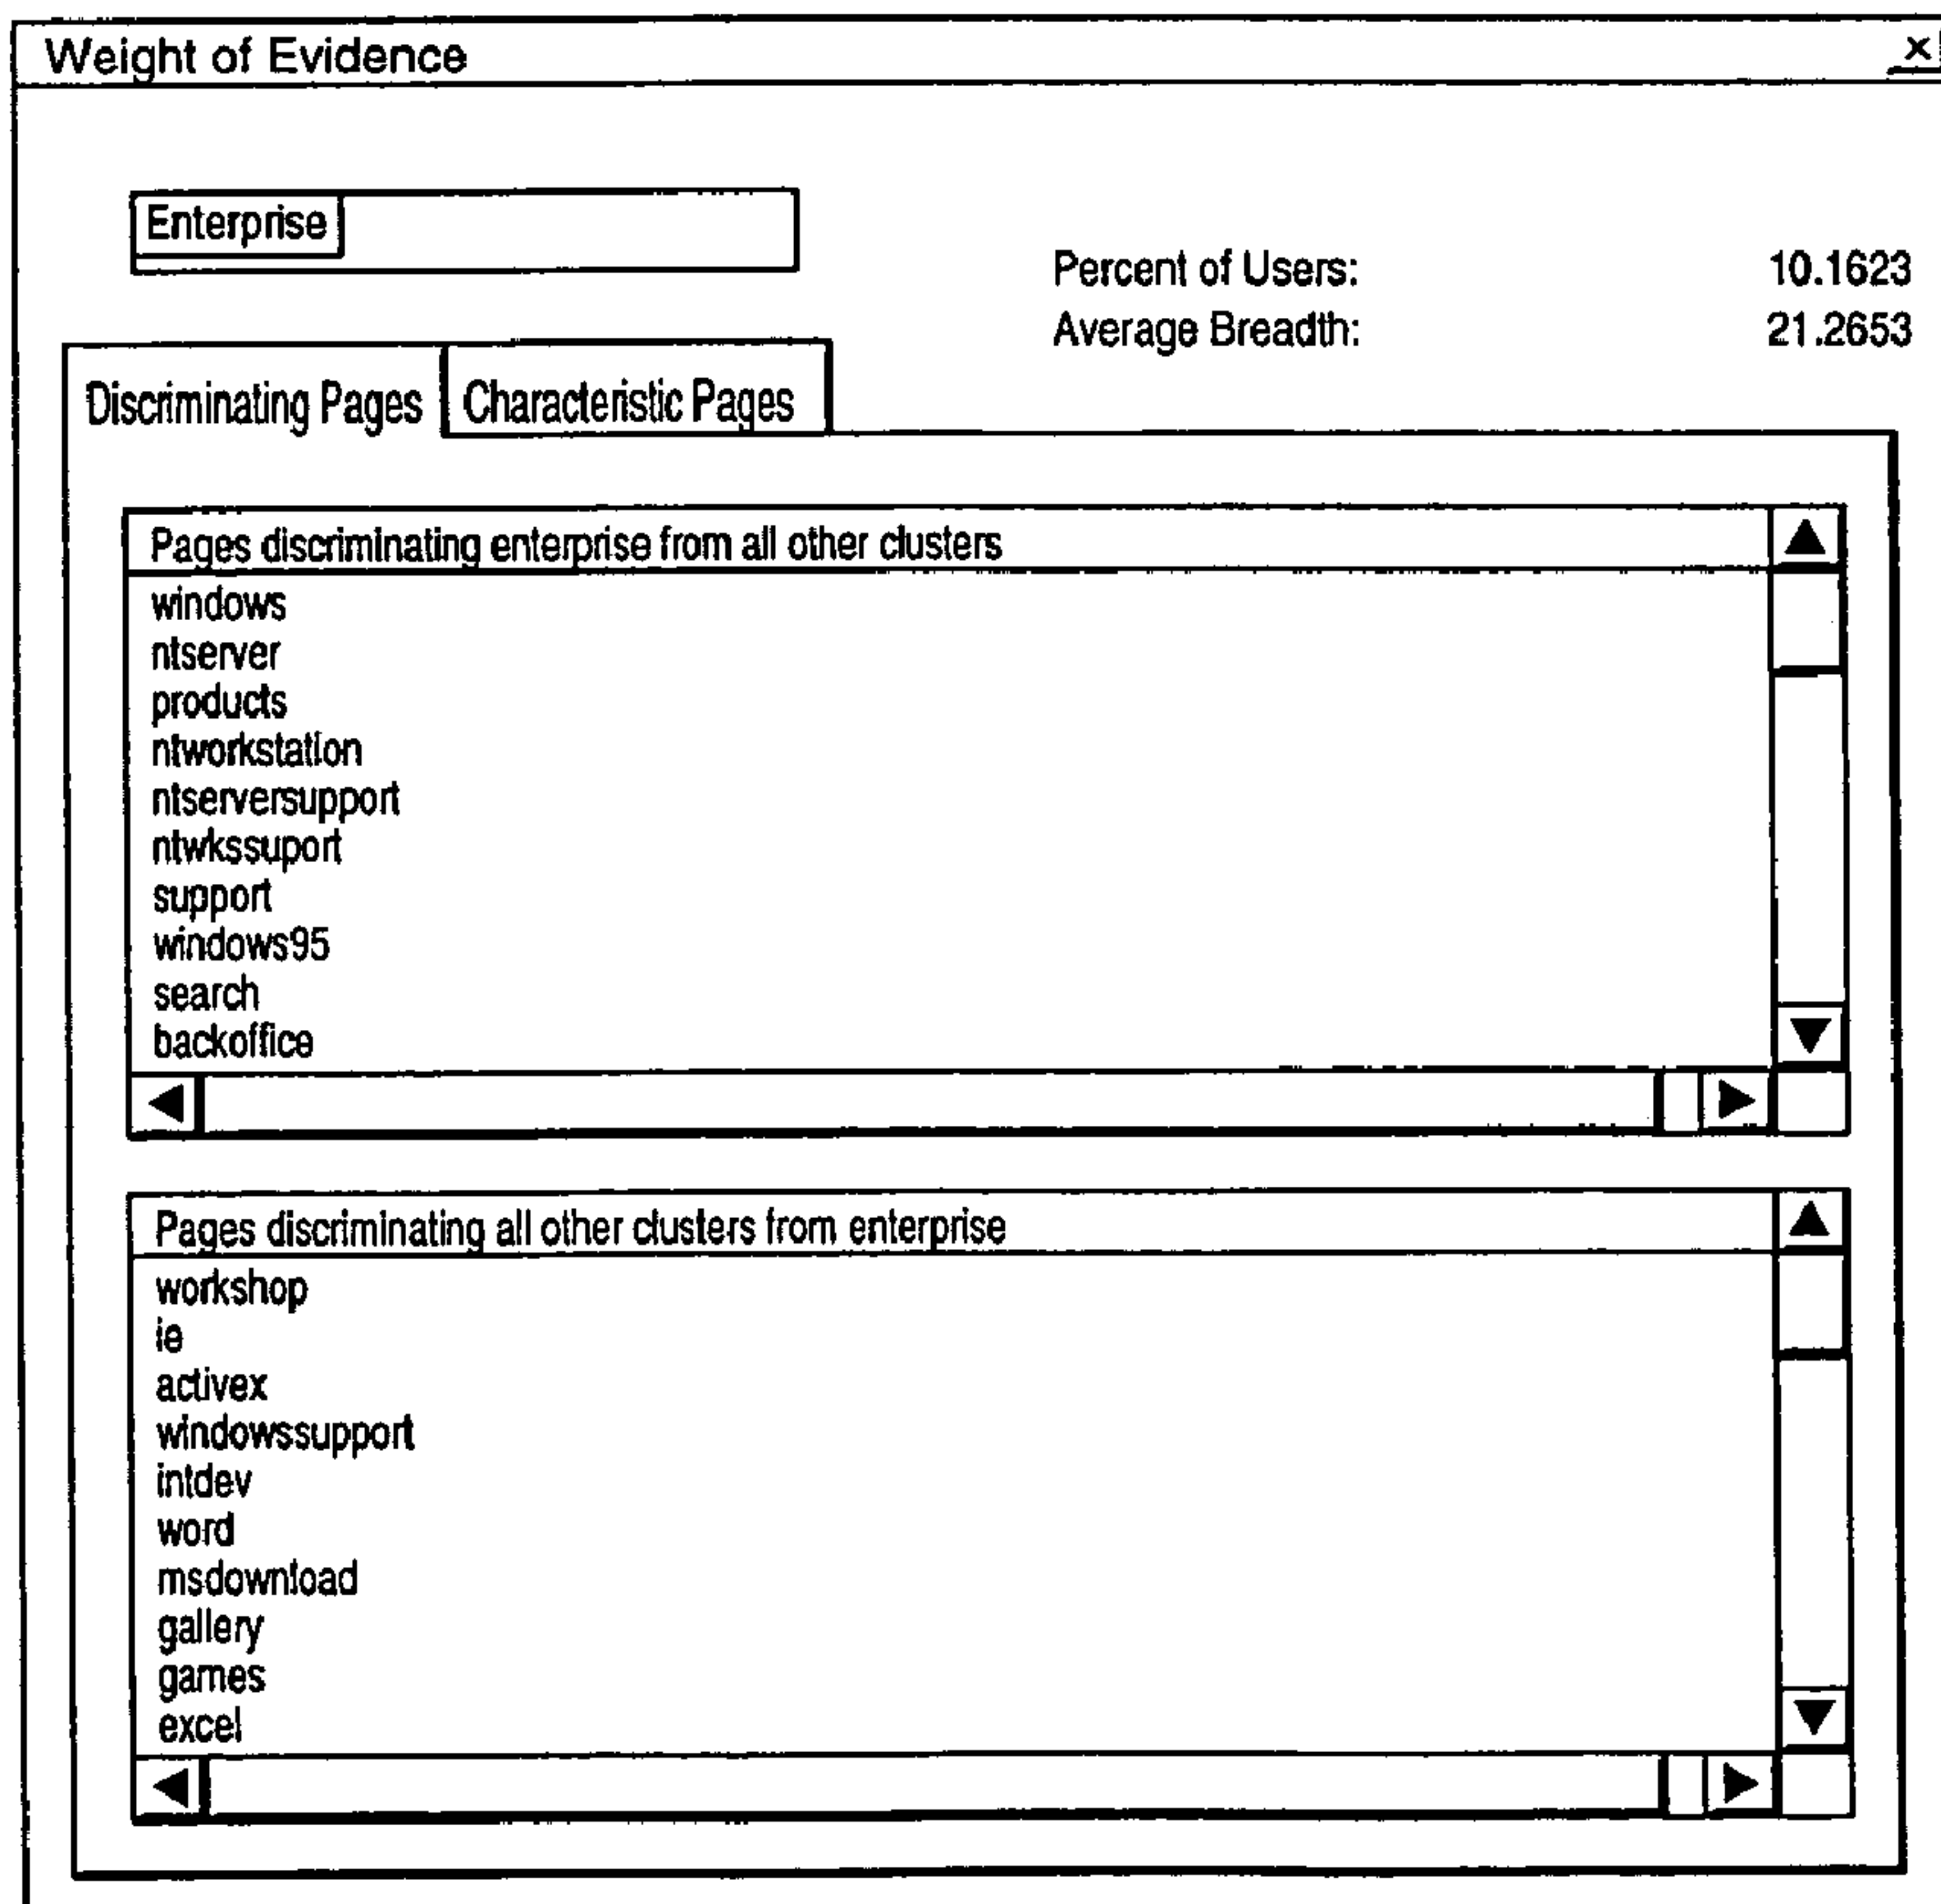 Weight of Evidence x
Enterprise
Percent of Users: 10.1623
Average Breadth: 21.2653
Discriminating Pages Characteristic Pages
Pages discriminating enterprise from all other clusters
windows
ntserver
products
ntworkstation
ntserversupport
ntwkssuport
support
windows95
search
backoffice
Pages discriminating all other clusters from enterprise
workshop
ie
activex
windowssupport
intdev
word
msdownload
gallery
games
excel